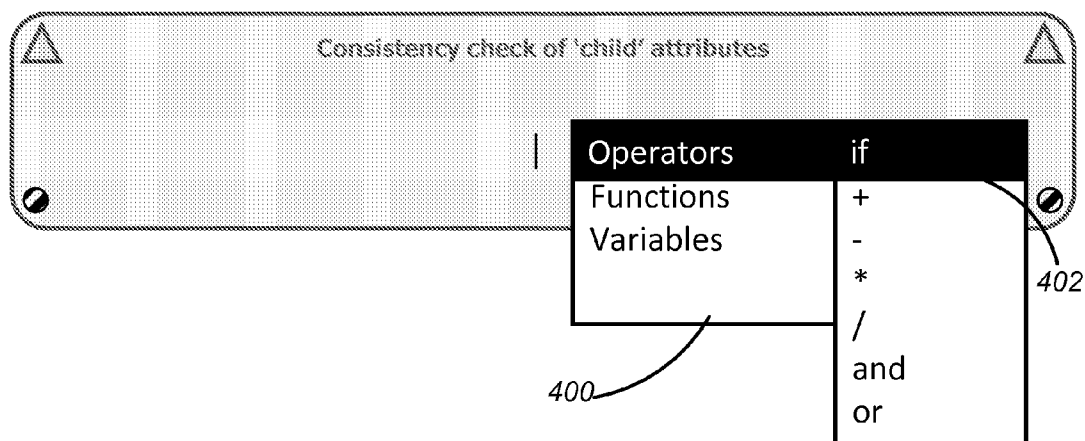 Consistency check of 'child' attributes
Operators if
Functions +
Variables -
*
402
/
400 and
or